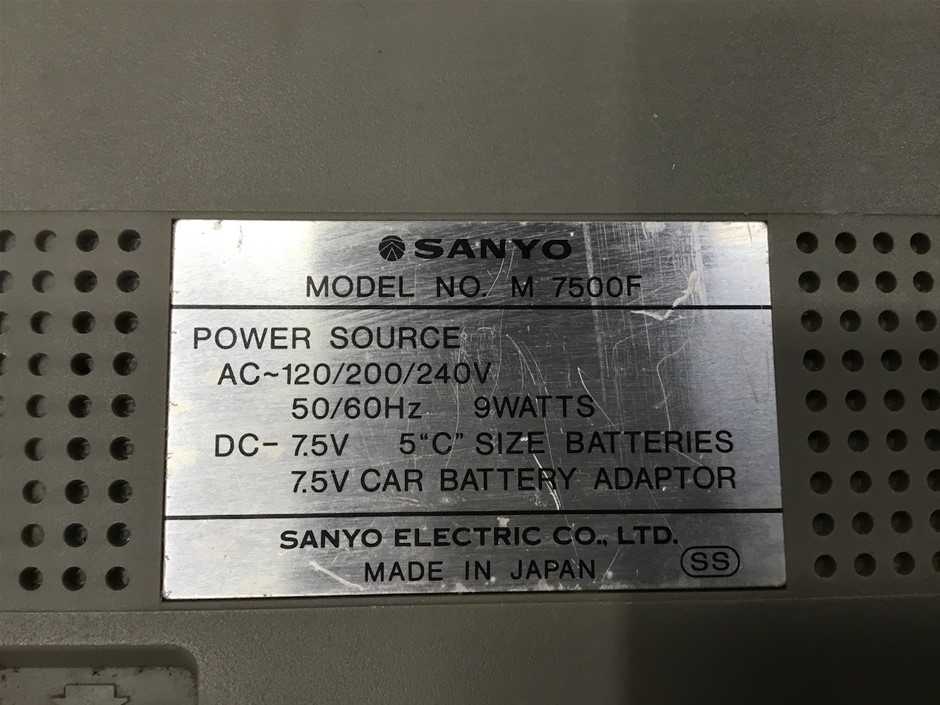 SANYO
MODEL NO. M 7500F
POWER SOURCE
AC~120/200/240V
50/60Hz 9WATTS
DC- 7.5V 5"C" SIZE BATTERIES
7.5V CAR BATTERY ADAPTOR
SANYO ELECTRIC CO., LTD.
MADE IN JAPAN SS